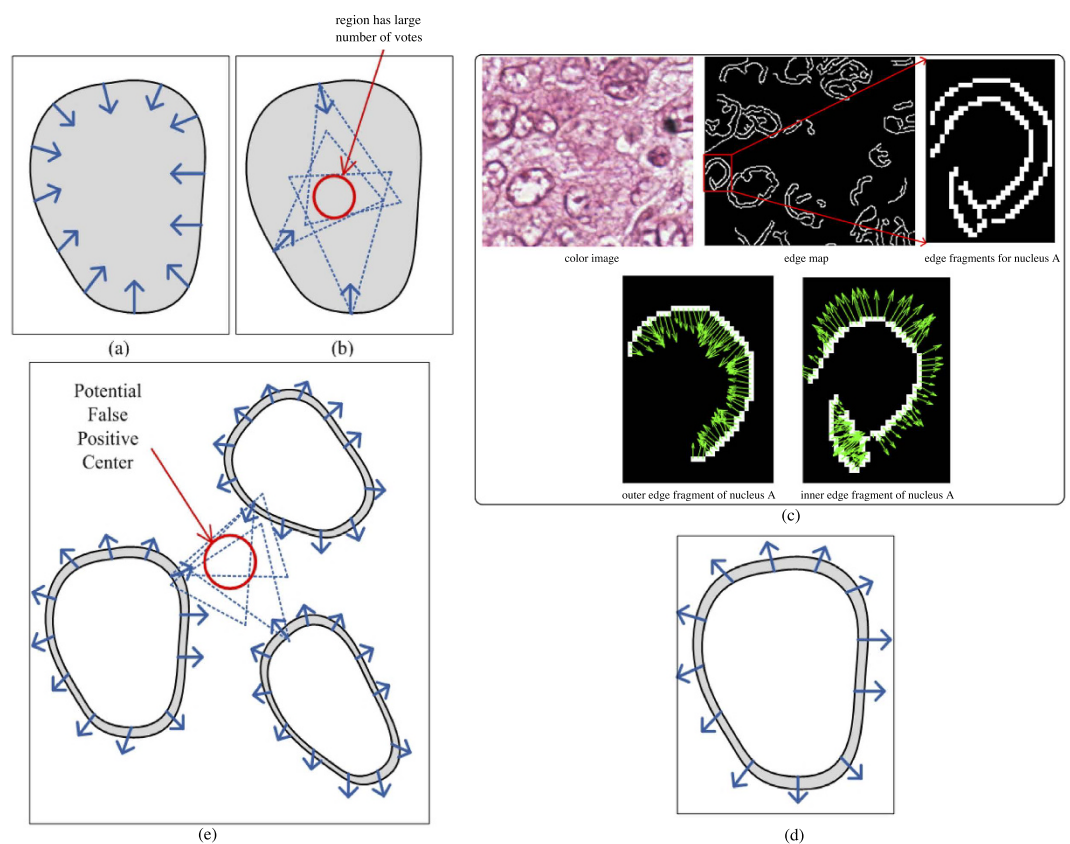 region has large
number of votes
(a)
(b)
color image
edge map
edge fragments for nucleus A
outer edge fragment of nucleus A
inner edge fragment of nucleus A
(c)
Potential
False
Positive
Center
(e)
(d)